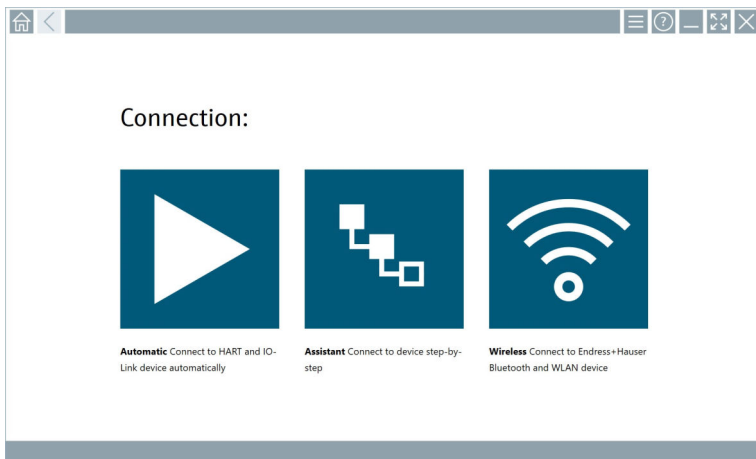 Connection:
Automatic Connect to HART and IO-
Link device automatically
Assistant Connect to device step-by-
step
Wireless Connect to Endress+Hauser
Bluetooth and WLAN device